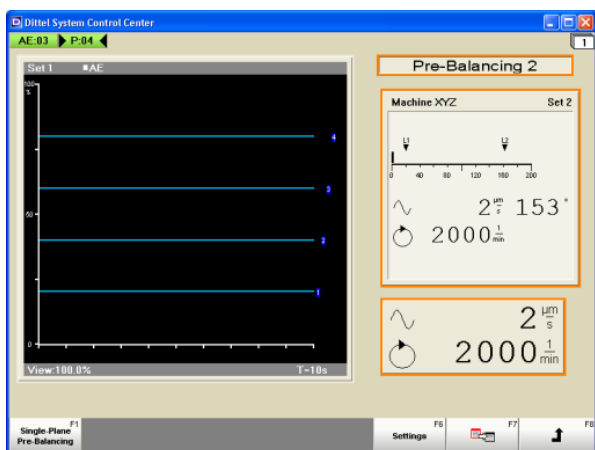 Dittel System Control Center
AE:03 P:04
1
Set 1 ■AE
100
%
50
0
4
3
2
1
View:100.0% T-10s
Pre-Balancing 2
Machine XYZ Set 2
L1 L2
0 40 80 120 160 200
2 µm/s 153°
2000 1/min
2 µm/s
2000 1/min
F1
Single-Plane
Pre-Balancing
F6
Settings
F7
F8